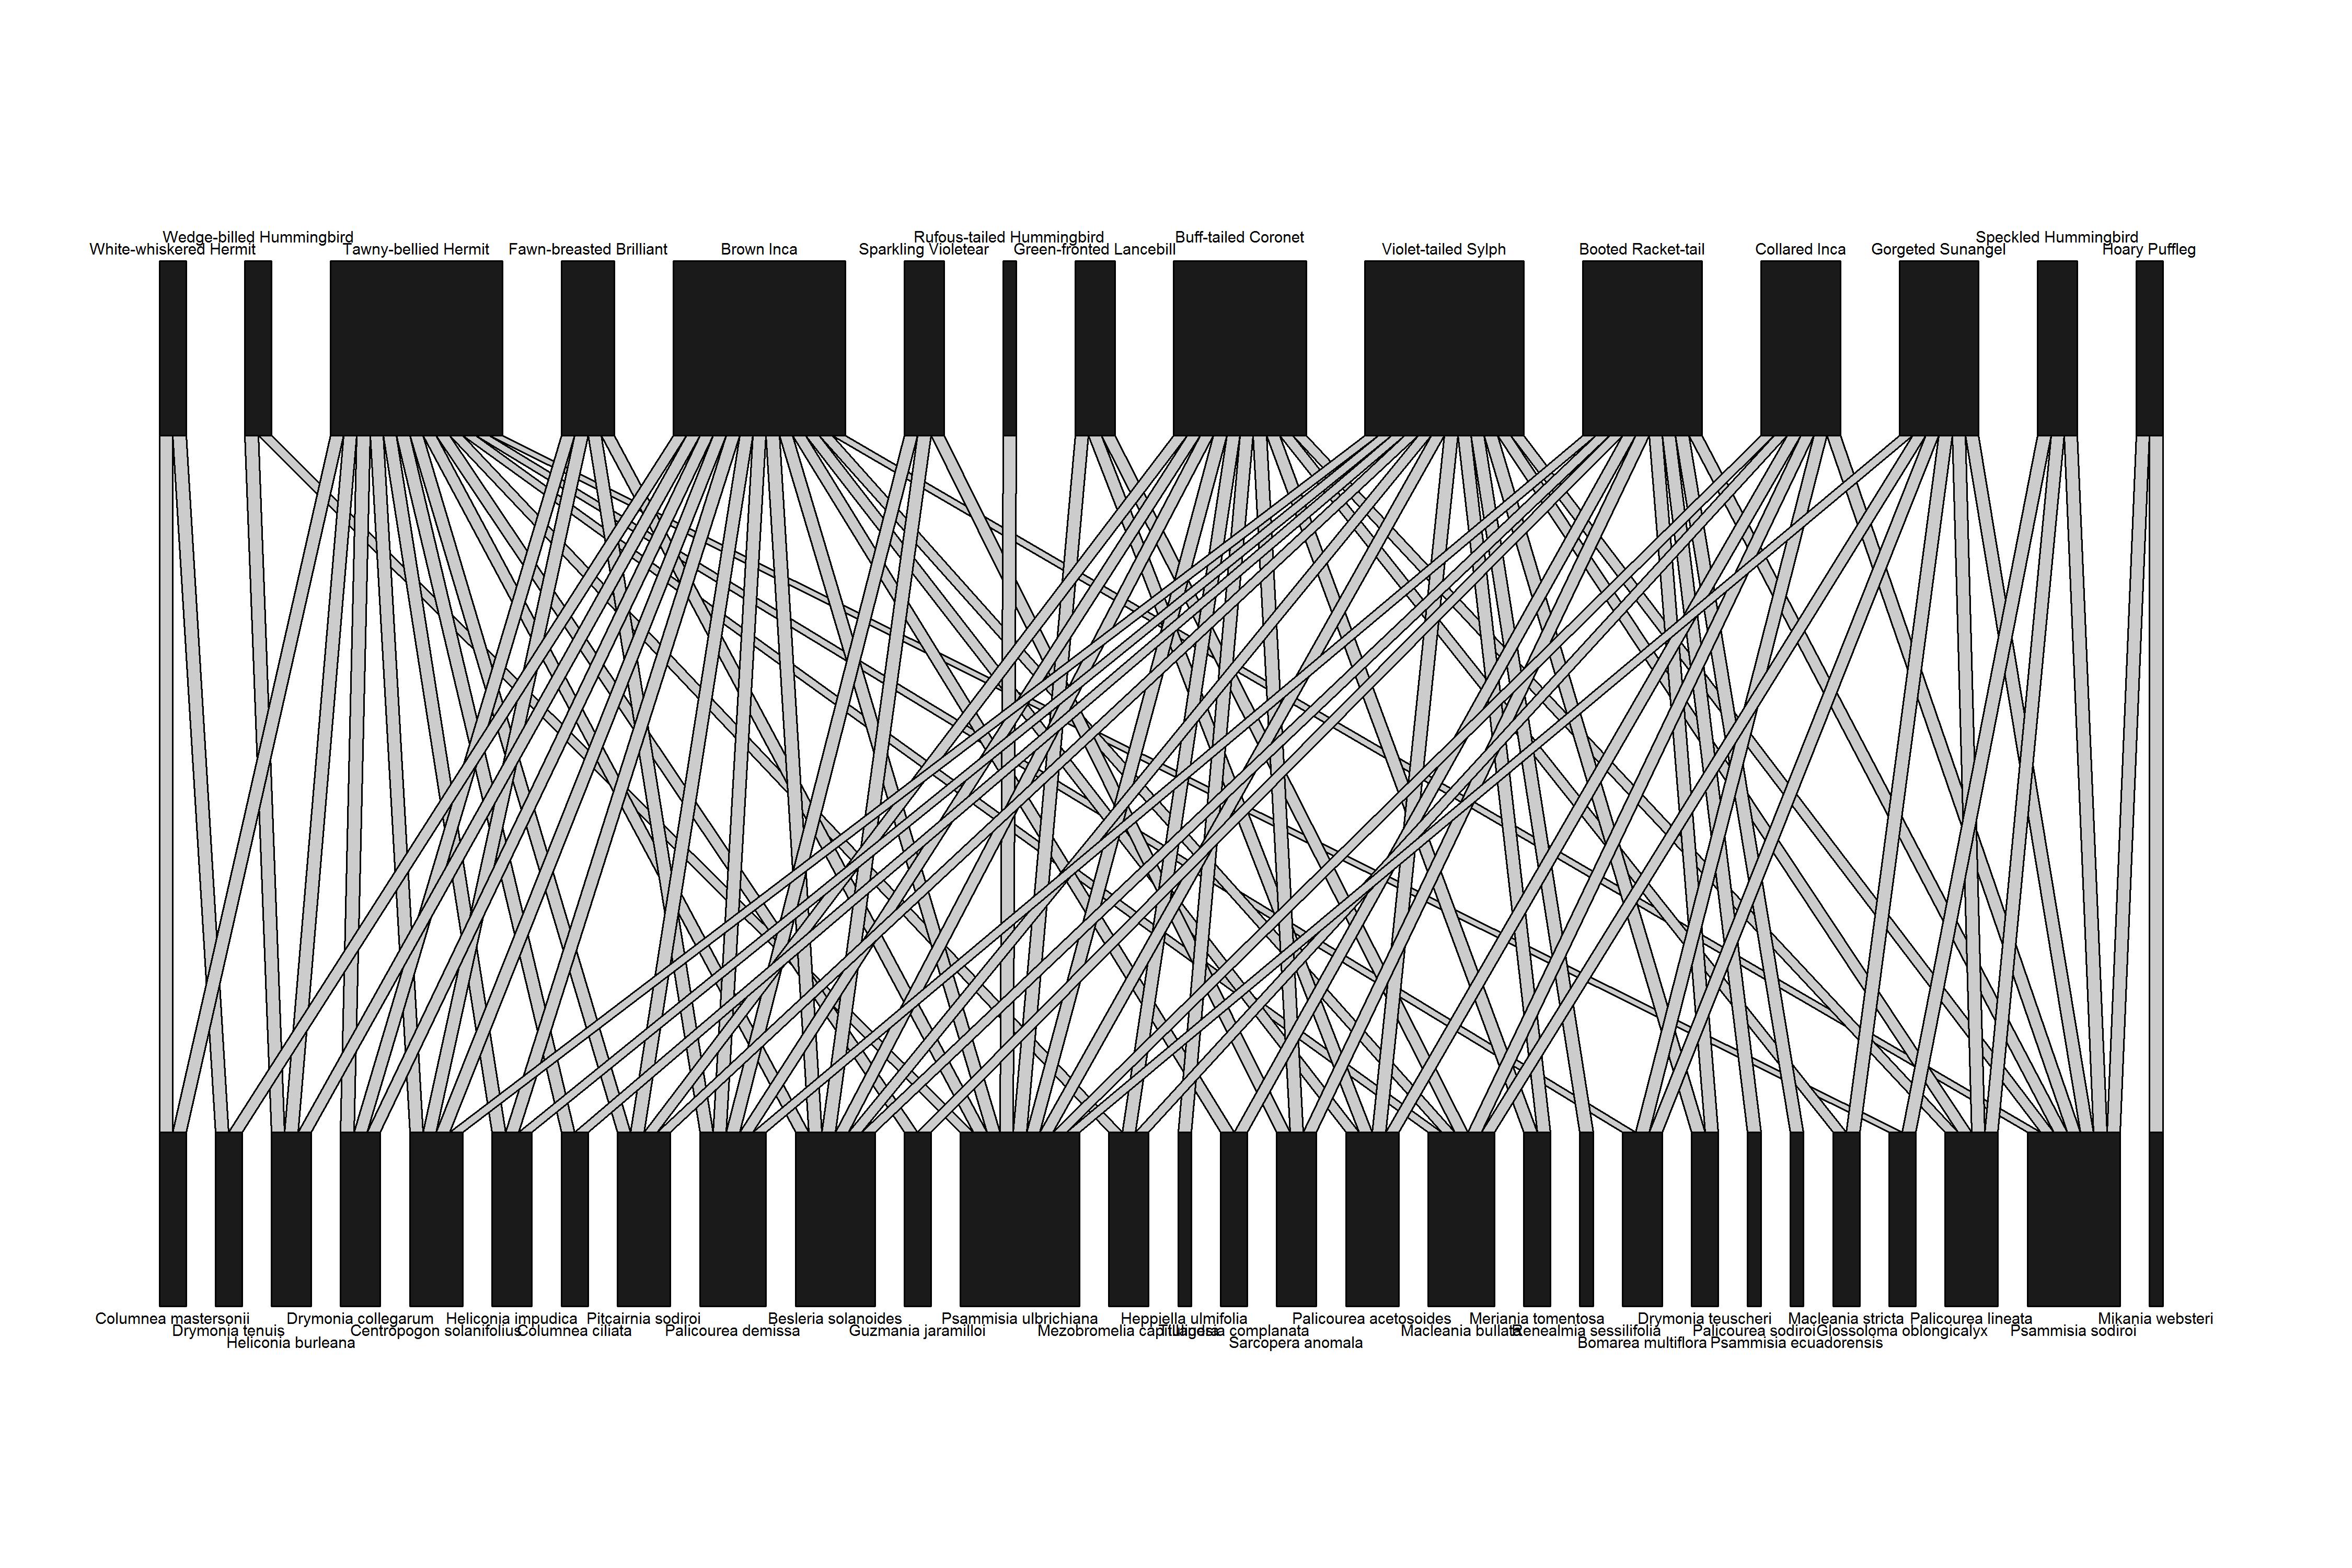 Wedge-billed Hummingbird Rufous-tailed Hummingbird Buff-tailed Coronet Speckled Hummingbird
White-whiskered Hermit Tawny-bellied Hermit Fawn-breasted Brilliant Brown Inca Sparkling Violetear Green-fronted Lancebill Violet-tailed Sylph Booted Racket-tail Collared Inca Gorgeted Sunangel Hoary Puffleg
Columnea mastersonii Drymonia collegarum Heliconia impudica Pitcairnia sodiroi Besleria solanoides Psammisia ulbrichiana Heppiella ulmifolia Palicourea acetosoides Meriania tomentosa Drymonia teuscheri Macleania stricta Palicourea lineata Mikania websteri
Drymonia tenuis Centropogon solanifolius Columnea ciliata Palicourea demissa Guzmania jaramilloi Mezobromelia capituligera Tillandsia complanata Macleania bullata Renealmia sessilifolia Palicourea sodiroi Glossoloma oblongicalyx Psammisia sodiroi
Heliconia burleana Sarcopera anomala Bomarea multiflora Psammisia ecuadorensis